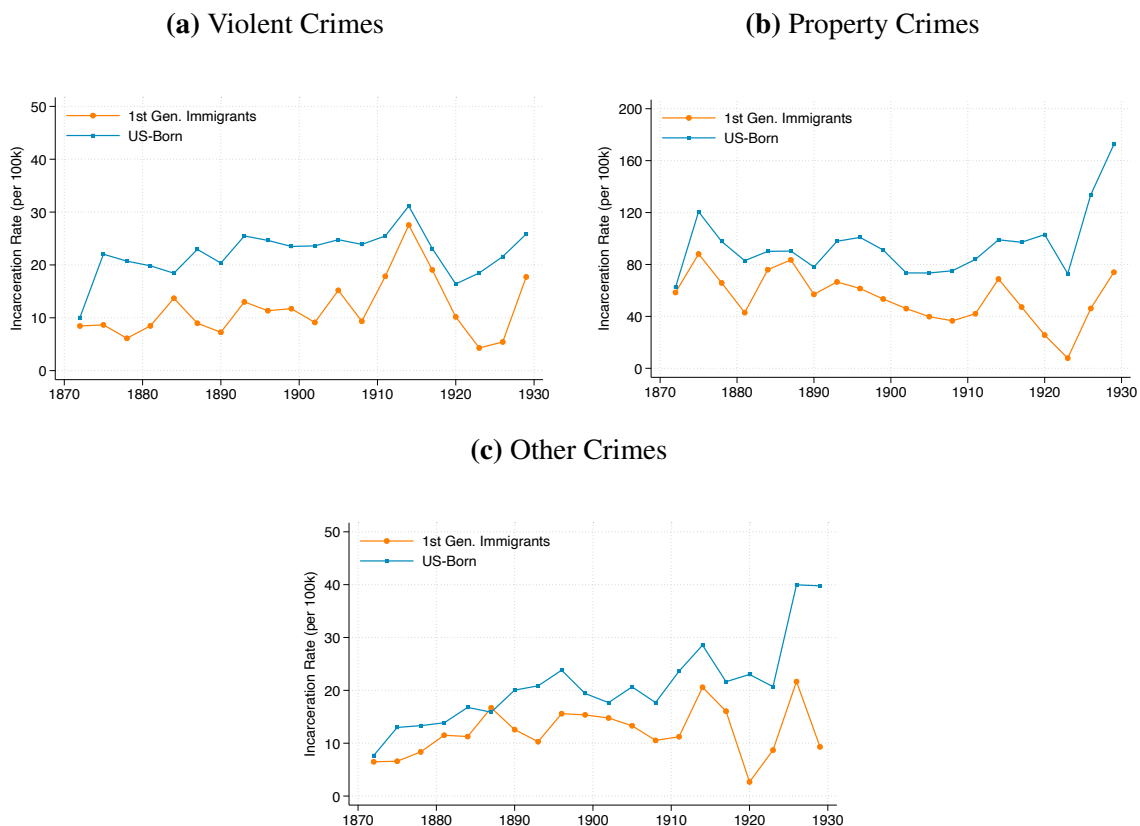 (a) Violent Crimes
50
40
30
20
10
0
Incarceration Rate (per 100k)
1st Gen. Immigrants
US-Born
1870 1880 1890 1900 1910 1920 1930
(b) Property Crimes
200
160
120
80
40
0
Incarceration Rate (per 100k)
1st Gen. Immigrants
US-Born
1870 1880 1890 1900 1910 1920 1930
(c) Other Crimes
50
40
30
20
10
0
Incarceration Rate (per 100k)
1st Gen. Immigrants
US-Born
1870 1880 1890 1900 1910 1920 1930